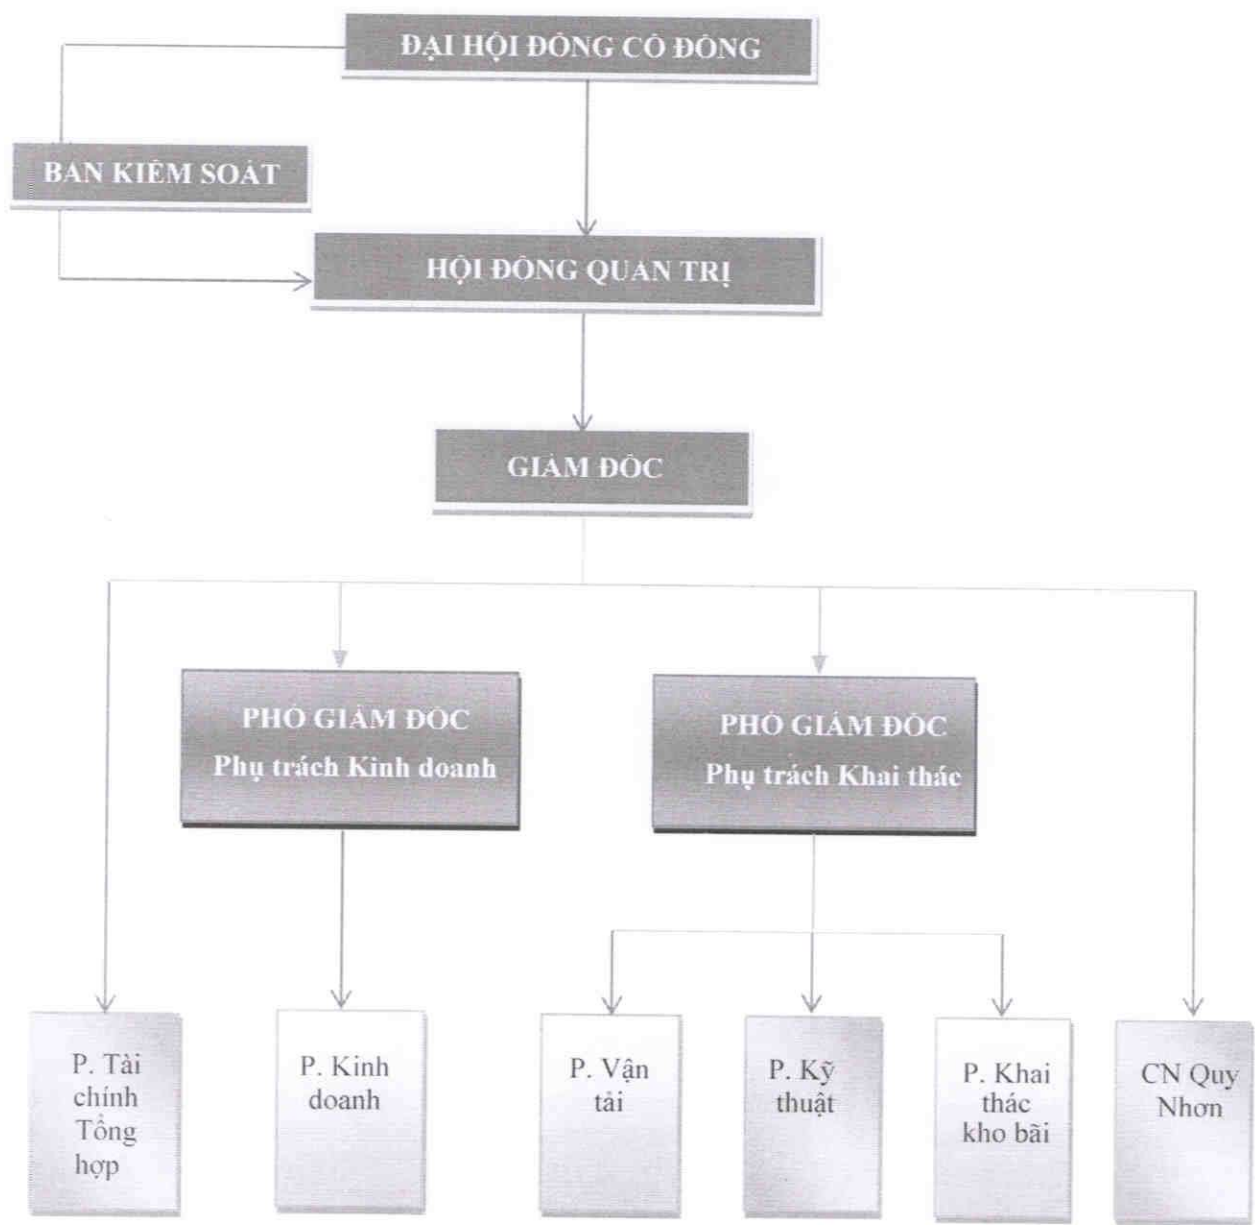 ĐẠI HỘI ĐỒNG CỔ ĐÔNG
BAN KIỂM SOÁT
HỘI ĐỒNG QUẢN TRỊ
GIÁM ĐỐC
PHÓ GIÁM ĐỐC
Phụ trách Kinh doanh
PHÓ GIÁM ĐỐC
Phụ trách Khai thác
P. Tài
chính
Tổng
hợp
P. Kinh
doanh
P. Vận
tải
P. Kỹ
thuật
P. Khai
thác
kho bãi
CN Quy
Nhơn